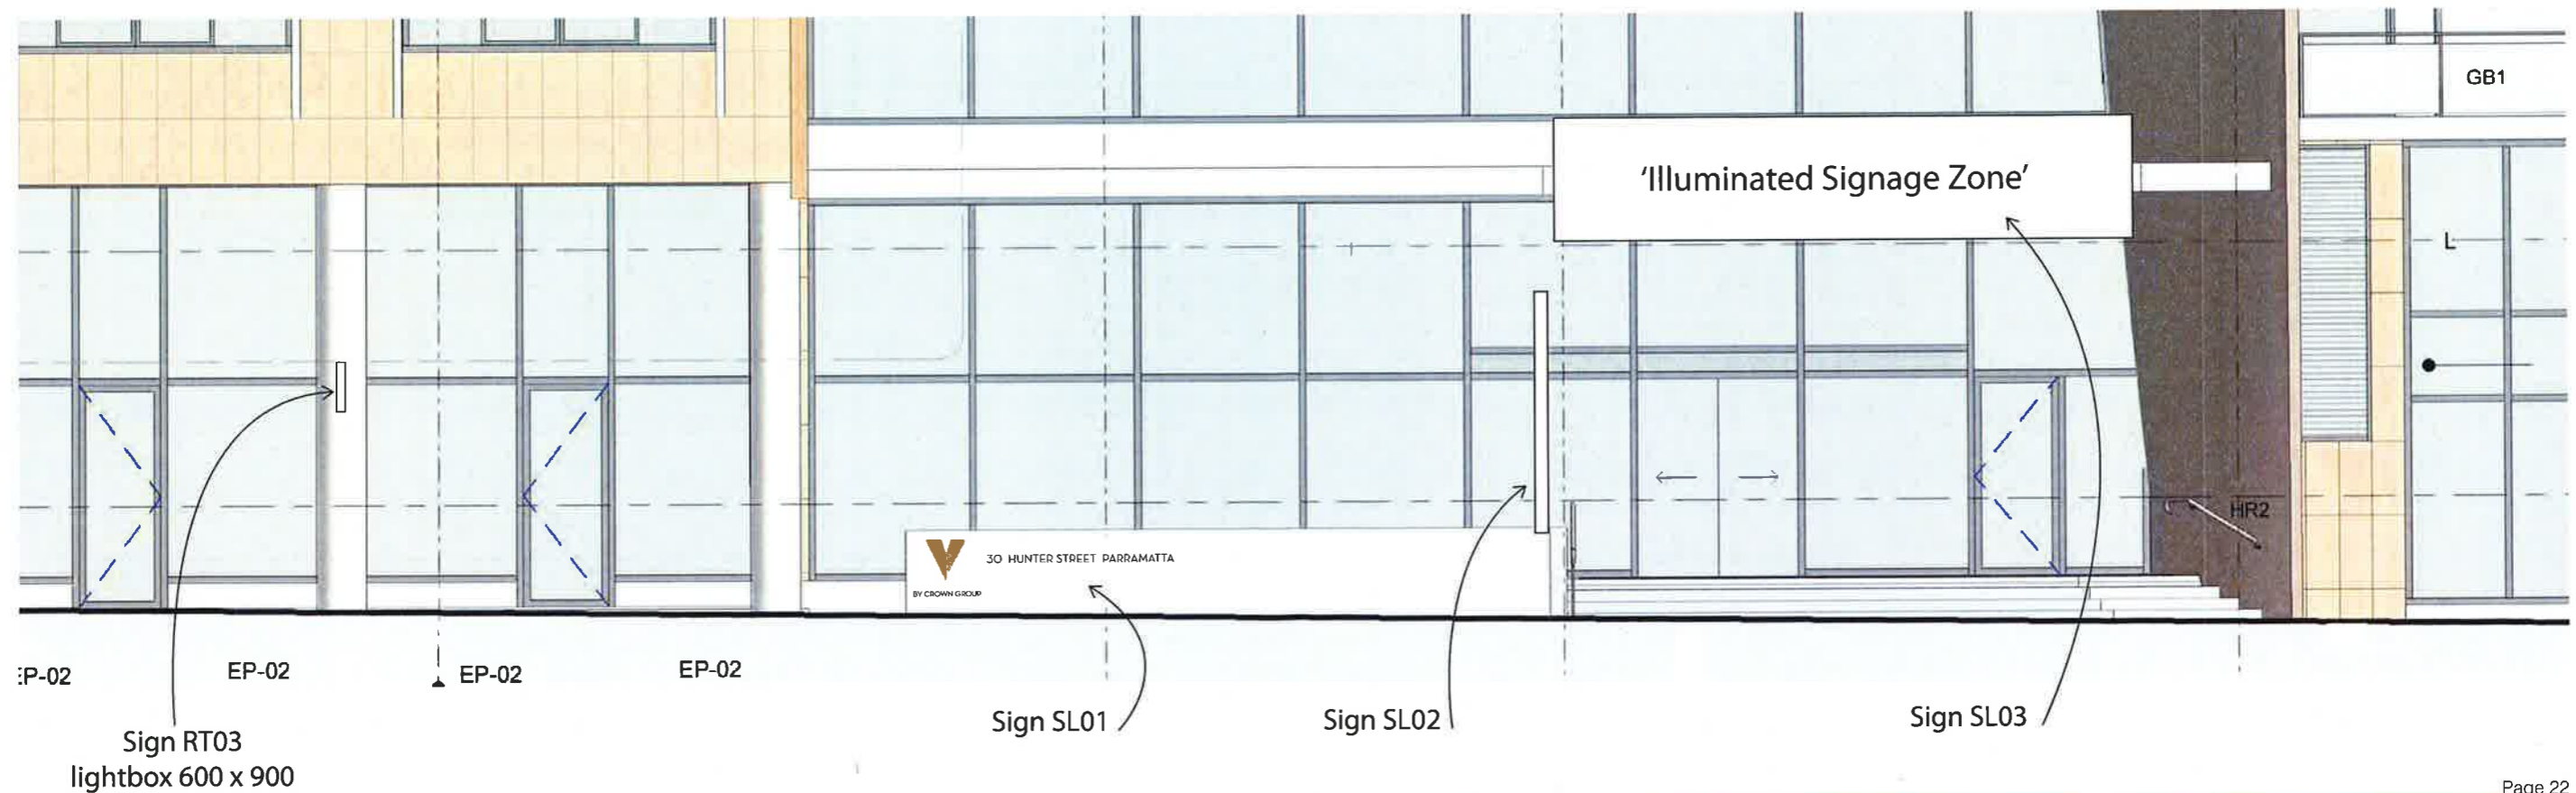 GB1
'Illuminated Signage Zone'
L
HR2
30 HUNTER STREET PARRAMATTA
BY CROWN GROUP
EP-02
EP-02
EP-02
EP-02
Sign SL01
Sign SL02
Sign SL03
Sign RT03
lightbox 600 x 900
Page 22